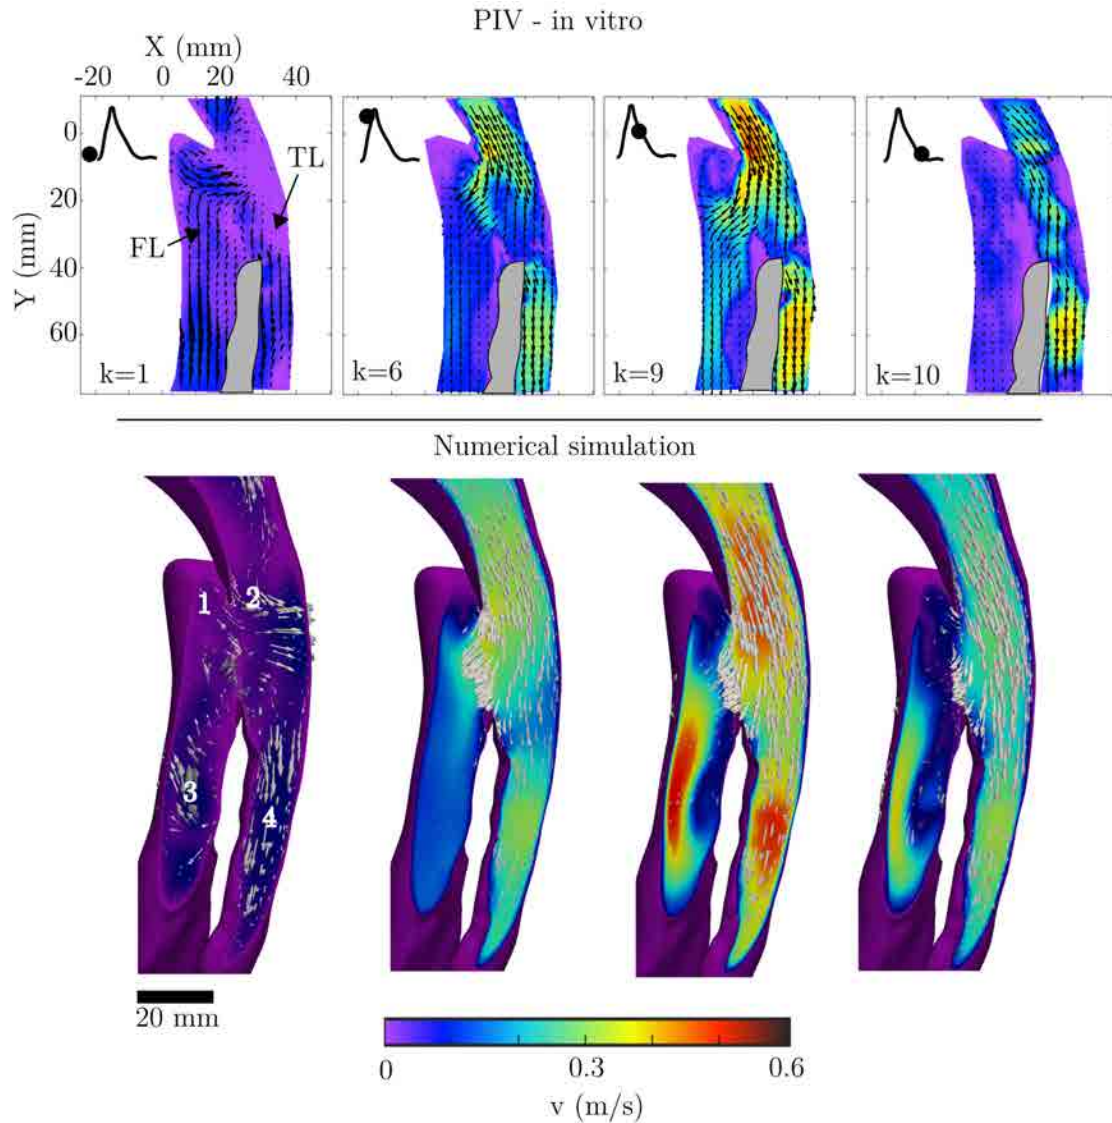 PIV - in vitro
X (mm)
-20 0 20 40
Y (mm)
0
20
40
60
TL
FL
k=1
k=6
k=9
k=10
Numerical simulation
1
2
3
4
20 mm
0 0.3 0.6
v (m/s)